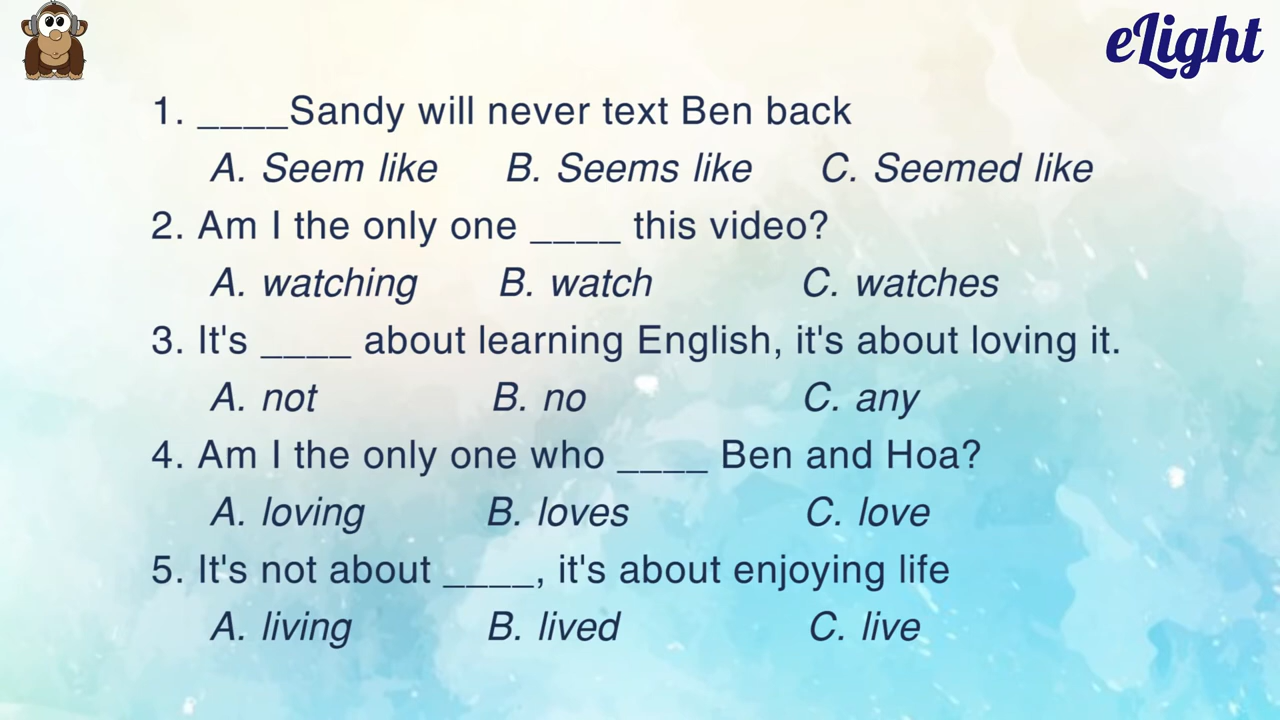 eLight
1. ____Sandy will never text Ben back
A. Seem like B. Seems like C. Seemed like
2. Am I the only one ____ this video?
A. watching B. watch C. watches
3. It's ____ about learning English, it's about loving it.
A. not B. no C. any
4. Am I the only one who ____ Ben and Hoa?
A. loving B. loves C. love
5. It's not about ____, it's about enjoying life
A. living B. lived C. live